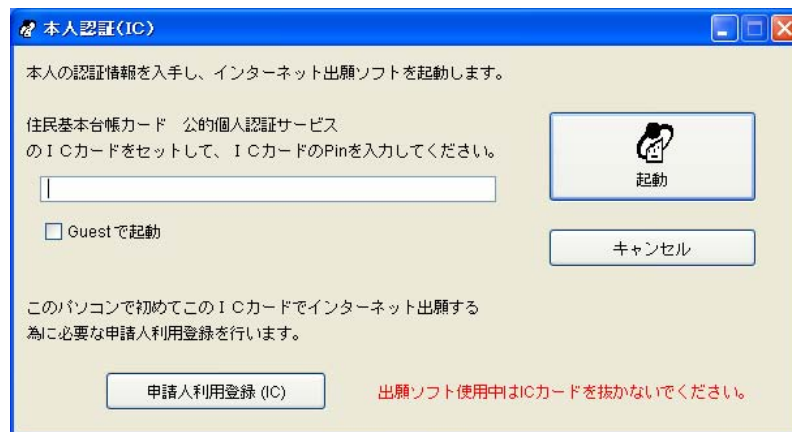 本人認証(IC)
本人の認証情報を入手し、インターネット出願ソフトを起動します。
住民基本台帳カード　公的個人認証サービス
のＩＣカードをセットして、ＩＣカードのPinを入力してください。
起動
Guestで起動
キャンセル
このパソコンで初めてこのＩＣカードでインターネット出願する
為に必要な申請人利用登録を行います。
申請人利用登録 (IC)
出願ソフト使用中はICカードを抜かないでください。